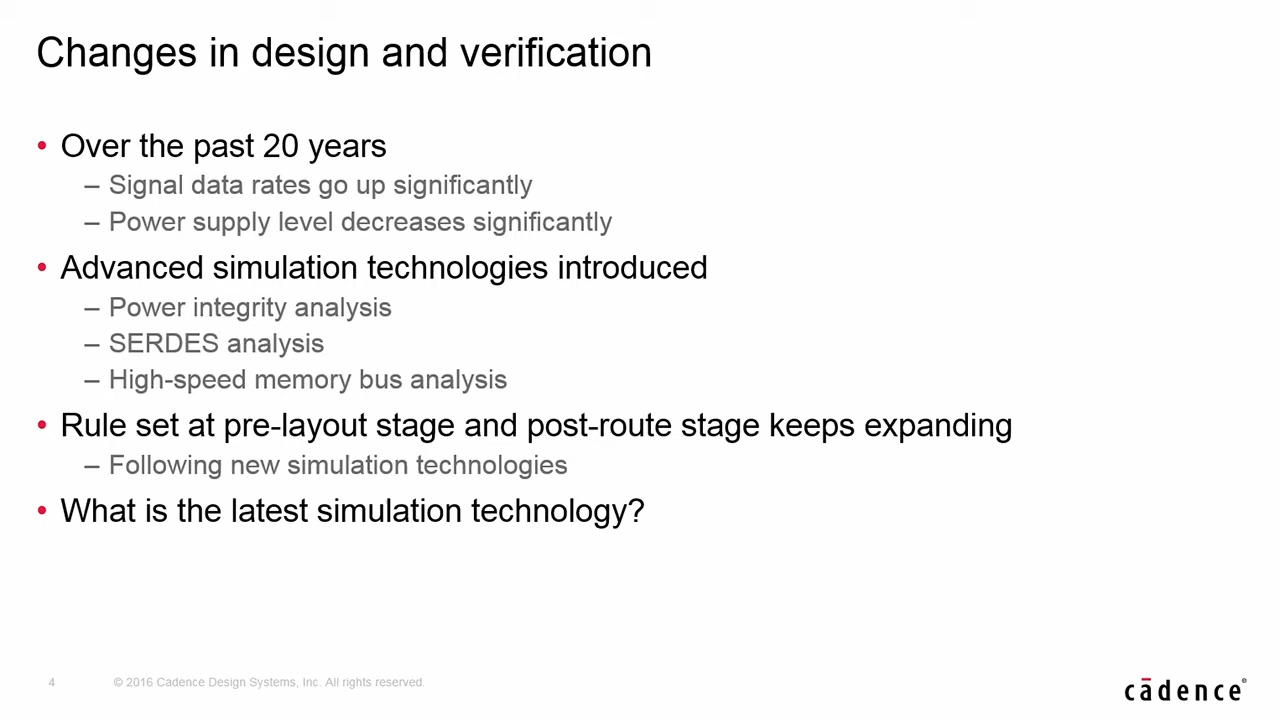 Changes in design and verification
• Over the past 20 years
– Signal data rates go up significantly
– Power supply level decreases significantly
• Advanced simulation technologies introduced
– Power integrity analysis
– SERDES analysis
– High-speed memory bus analysis
• Rule set at pre-layout stage and post-route stage keeps expanding
– Following new simulation technologies
• What is the latest simulation technology?
4 © 2016 Cadence Design Systems, Inc. All rights reserved.
cādence®